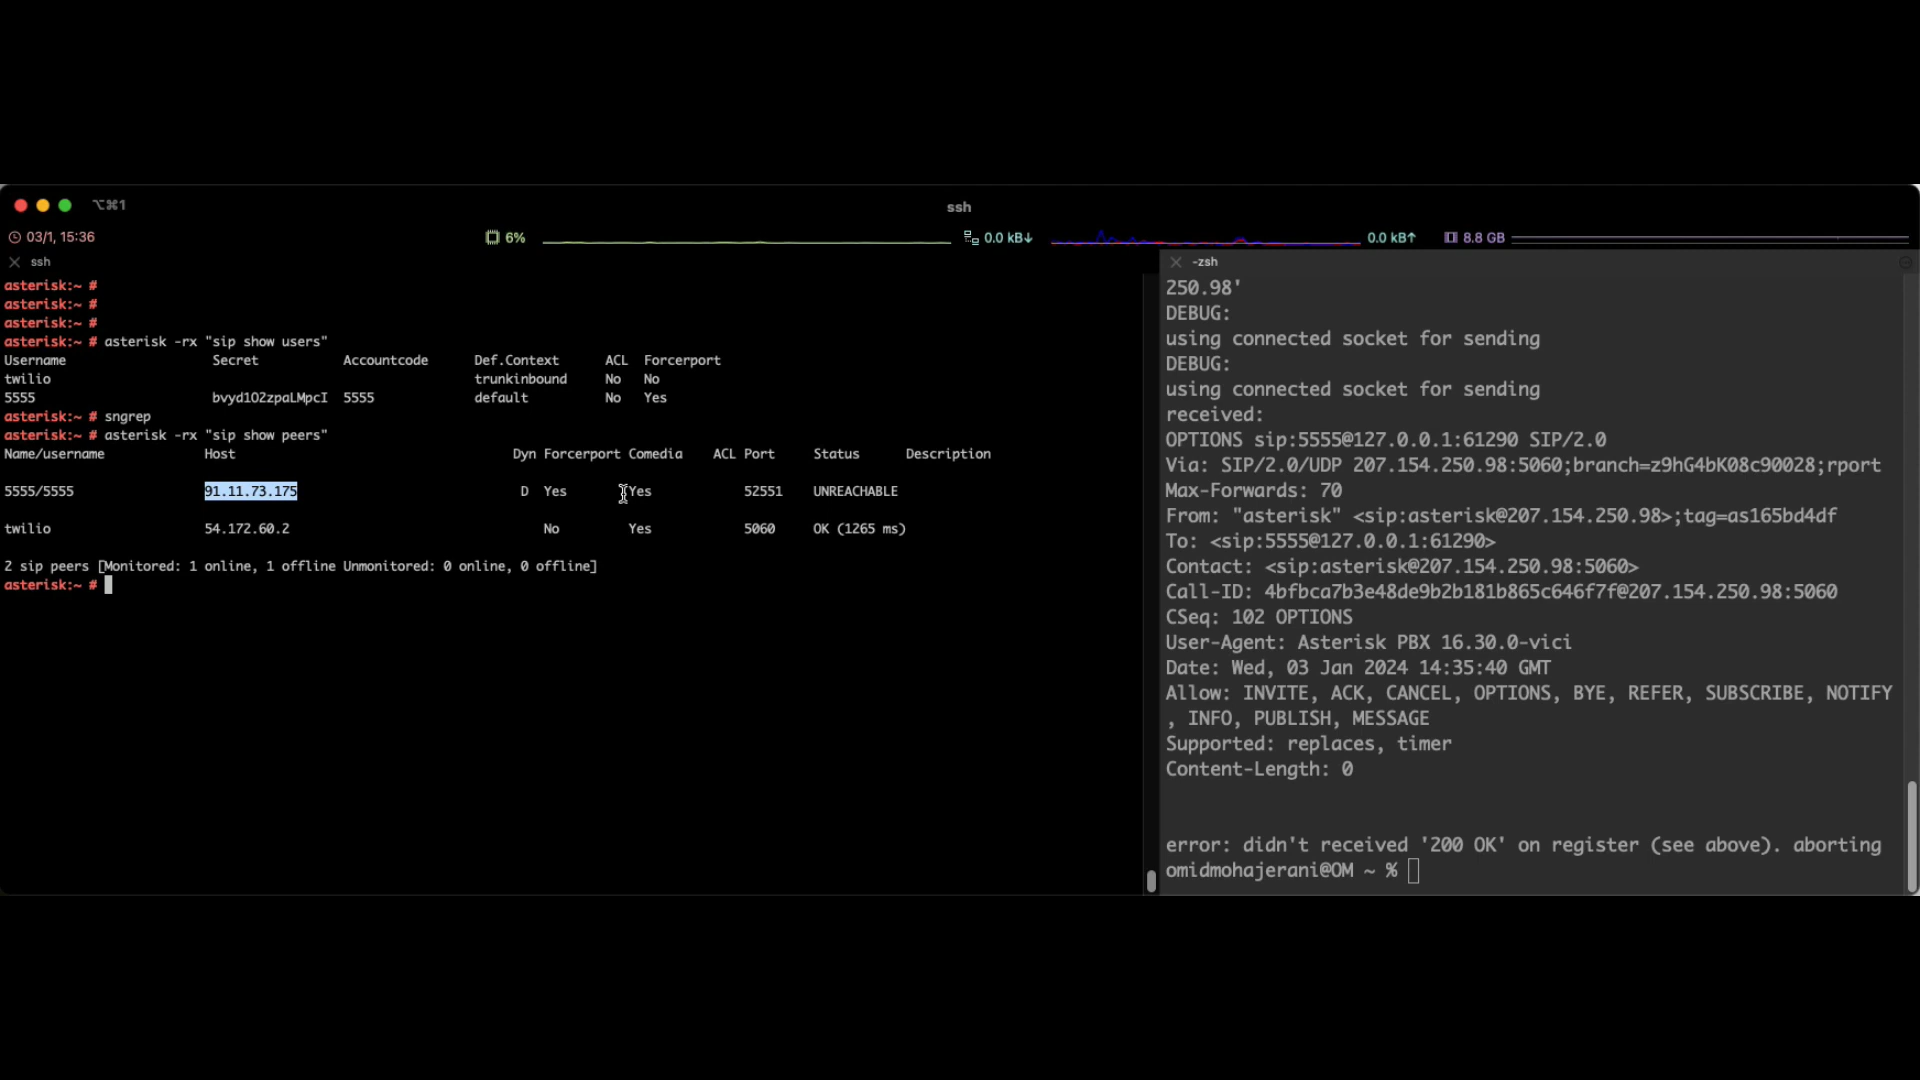 ⌥⌘1
ssh
03/1, 15:36
6%
0.0 kB↓
0.0 kB↑
8.8 GB
ssh
asterisk:~ #
asterisk:~ #
asterisk:~ #
asterisk:~ # asterisk -rx "sip show users"
Username Secret Accountcode Def.Context ACL Forcerport
twilio trunkinbound No No
5555 bvyd1O2zpaLMpcI 5555 default No Yes
asterisk:~ # sngrep
asterisk:~ # asterisk -rx "sip show peers"
Name/username Host Dyn Forcerport Comedia ACL Port Status Description
5555/5555 91.11.73.175 D Yes Yes 52551 UNREACHABLE
twilio 54.172.60.2 No Yes 5060 OK (1265 ms)
2 sip peers [Monitored: 1 online, 1 offline Unmonitored: 0 online, 0 offline]
asterisk:~ #
-zsh
250.98'
DEBUG:
using connected socket for sending
DEBUG:
using connected socket for sending
received:
OPTIONS sip:5555@127.0.0.1:61290 SIP/2.0
Via: SIP/2.0/UDP 207.154.250.98:5060;branch=z9hG4bK08c90028;rport
Max-Forwards: 70
From: "asterisk" <sip:asterisk@207.154.250.98>;tag=as165bd4df
To: <sip:5555@127.0.0.1:61290>
Contact: <sip:asterisk@207.154.250.98:5060>
Call-ID: 4bfbca7b3e48de9b2b181b865c646f7f@207.154.250.98:5060
CSeq: 102 OPTIONS
User-Agent: Asterisk PBX 16.30.0-vici
Date: Wed, 03 Jan 2024 14:35:40 GMT
Allow: INVITE, ACK, CANCEL, OPTIONS, BYE, REFER, SUBSCRIBE, NOTIFY
, INFO, PUBLISH, MESSAGE
Supported: replaces, timer
Content-Length: 0
error: didn't received '200 OK' on register (see above). aborting
omidmohajerani@OM ~ %